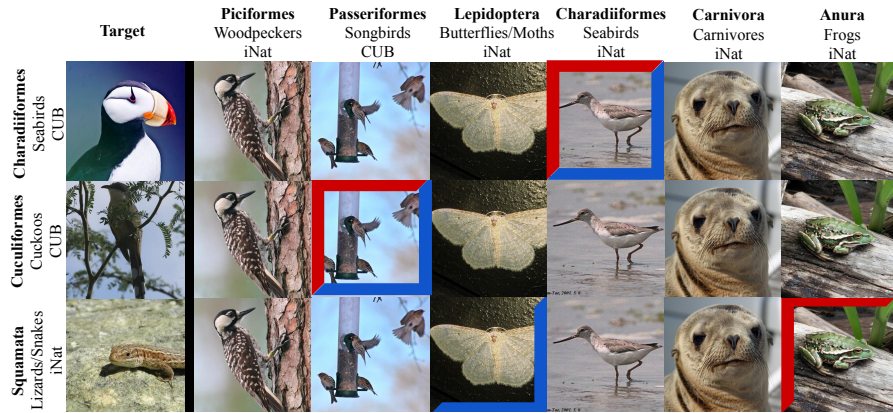 Target
Piciformes
Woodpeckers
iNat
Passeriformes
Songbirds
CUB
Lepidoptera
Butterflies/Moths
iNat
Charadiiformes
Seabirds
iNat
Carnivora
Carnivores
iNat
Anura
Frogs
iNat
Charadiiformes
Seabirds
CUB
Cuculiformes
Cuckoos
CUB
Squamata
Lizards/Snakes
iNat